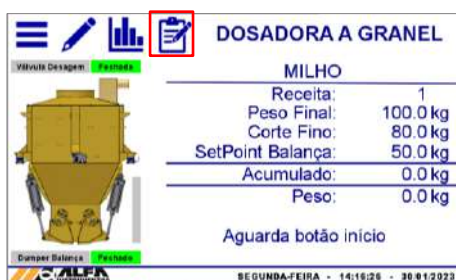 DOSADORA A GRANEL
Válvula Dosagem Fechada
MILHO
Receita: 1
Peso Final: 100.0 kg
Corte Fino: 80.0 kg
SetPoint Balança: 50.0 kg
Acumulado: 0.0 kg
Peso: 0.0 kg
Aguarda botão início
Dumper Balança Fechado
ALFA
SEGUNDA-FEIRA - 14:16:26 - 30/01/2023